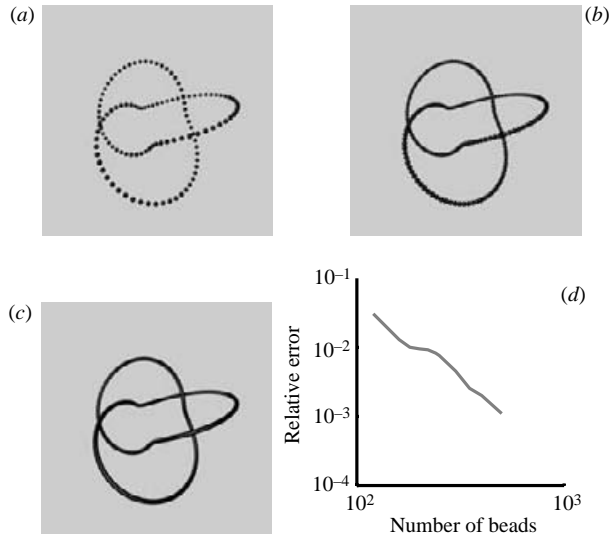 (a)
(b)
(c)
(d)
10⁻¹
10⁻²
10⁻³
10⁻⁴
Relative error
10²
10³
Number of beads